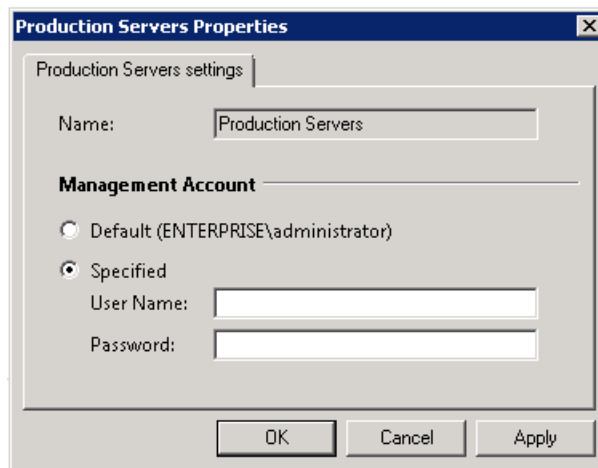 Production Servers Properties
Production Servers settings
Name: Production Servers
Management Account
Default (ENTERPRISE\administrator)
Specified
User Name:
Password:
OK Cancel Apply